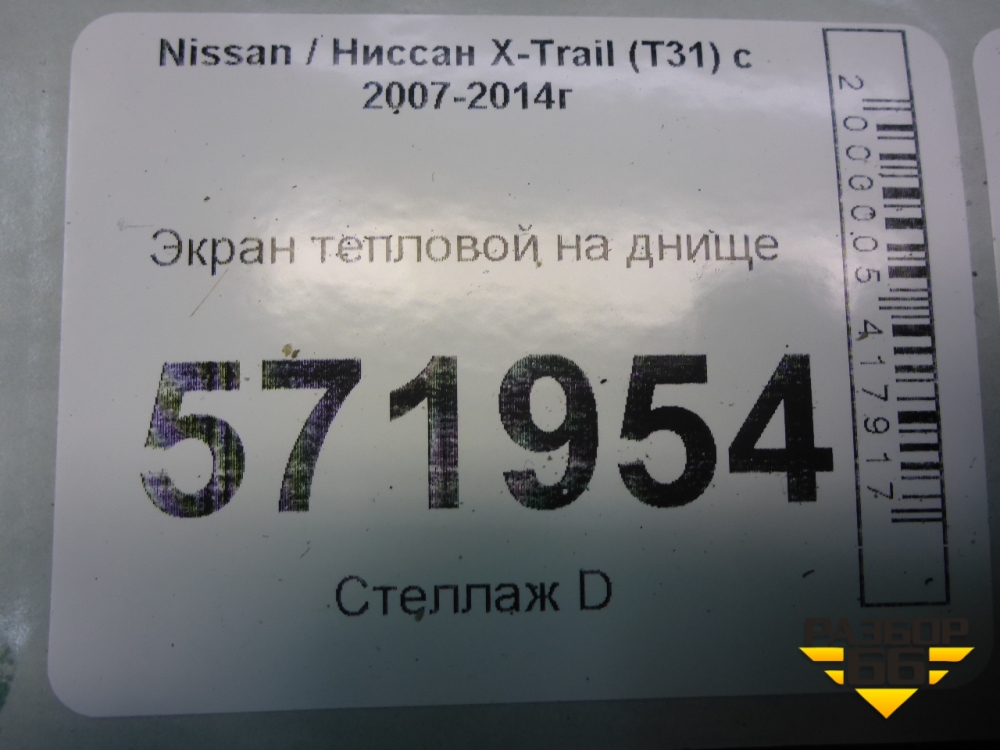 Nissan / Ниссан X-Trail (T31) с
2007-2014г
Экран тепловой на днище
571954
Стеллаж D
2000005417917
РАЗБОР
66